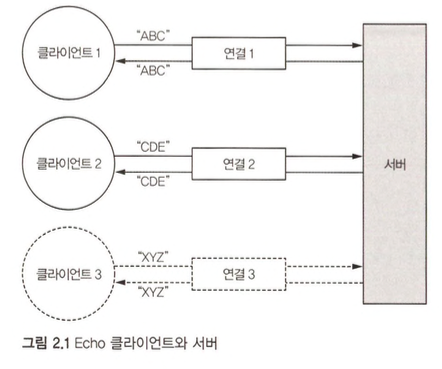 "ABC"
클라이언트 1
연결 1
"ABC"
"CDE"
클라이언트 2
연결 2
서버
"CDE"
"XYZ"
클라이언트 3
연결 3
"XYZ"
그림 2.1 Echo 클라이언트와 서버